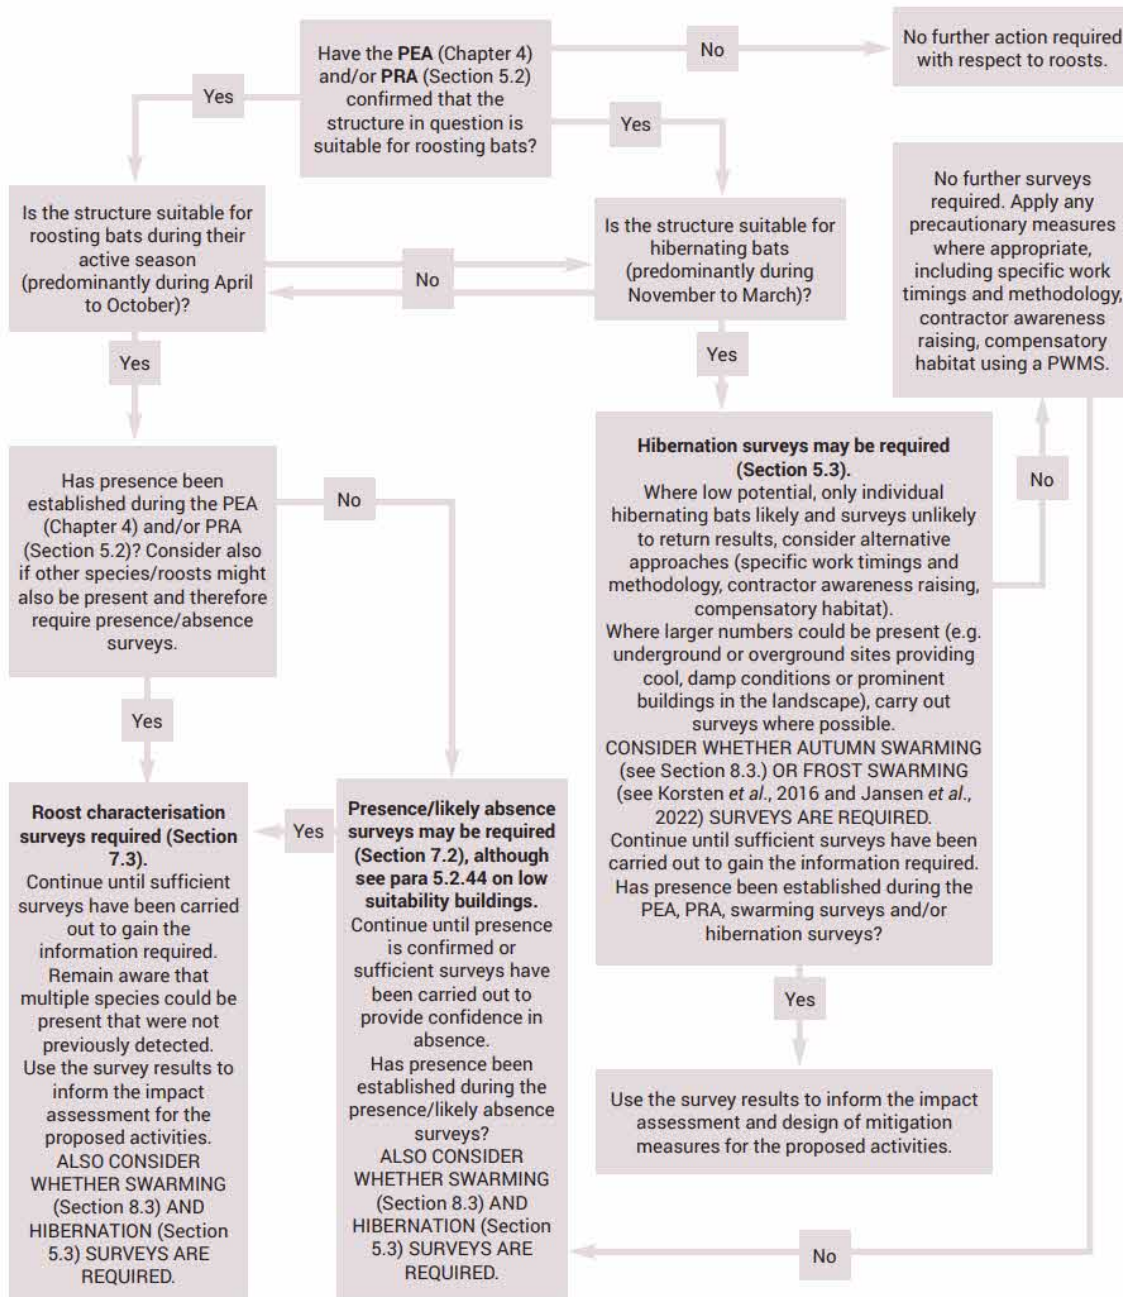 Have the PEA (Chapter 4)
and/or PRA (Section 5.2)
confirmed that the
structure in question is
suitable for roosting bats?
No
No further action required
with respect to roosts.
Yes
Yes
Is the structure suitable for
roosting bats during their
active season
(predominantly during April
to October)?
No
Is the structure suitable for
hibernating bats
(predominantly during
November to March)?
No further surveys
required. Apply any
precautionary measures
where appropriate,
including specific work
timings and methodology,
contractor awareness
raising, compensatory
habitat using a PWMS.
Yes
Yes
Has presence been
established during the PEA
(Chapter 4) and/or PRA
(Section 5.2)? Consider also
if other species/roosts might
also be present and therefore
require presence/absence
surveys.
No
Hibernation surveys may be required
(Section 5.3).
Where low potential, only individual
hibernating bats likely and surveys unlikely
to return results, consider alternative
approaches (specific work timings and
methodology, contractor awareness raising,
compensatory habitat).
Where larger numbers could be present (e.g.
underground or overground sites providing
cool, damp conditions or prominent
buildings in the landscape), carry out
surveys where possible.
CONSIDER WHETHER AUTUMN SWARMING
(see Section 8.3.) OR FROST SWARMING
(see Korsten et al., 2016 and Jansen et al.,
2022) SURVEYS ARE REQUIRED.
Continue until sufficient surveys have been
carried out to gain the information required.
Has presence been established during the
PEA, PRA, swarming surveys and/or
hibernation surveys?
No
Yes
Roost characterisation
surveys required (Section
7.3).
Continue until sufficient
surveys have been carried
out to gain the
information required.
Remain aware that
multiple species could be
present that were not
previously detected.
Use the survey results to
inform the impact
assessment for the
proposed activities.
ALSO CONSIDER
WHETHER SWARMING
(Section 8.3) AND
HIBERNATION (Section
5.3) SURVEYS ARE
REQUIRED.
Yes
Presence/likely absence
surveys may be required
(Section 7.2), although
see para 5.2.44 on low
suitability buildings.
Continue until presence
is confirmed or
sufficient surveys have
been carried out to
provide confidence in
absence.
Has presence been
established during the
presence/likely absence
surveys?
ALSO CONSIDER
WHETHER SWARMING
(Section 8.3) AND
HIBERNATION (Section
5.3) SURVEYS ARE
REQUIRED.
Yes
Use the survey results to inform the impact
assessment and design of mitigation
measures for the proposed activities.
No